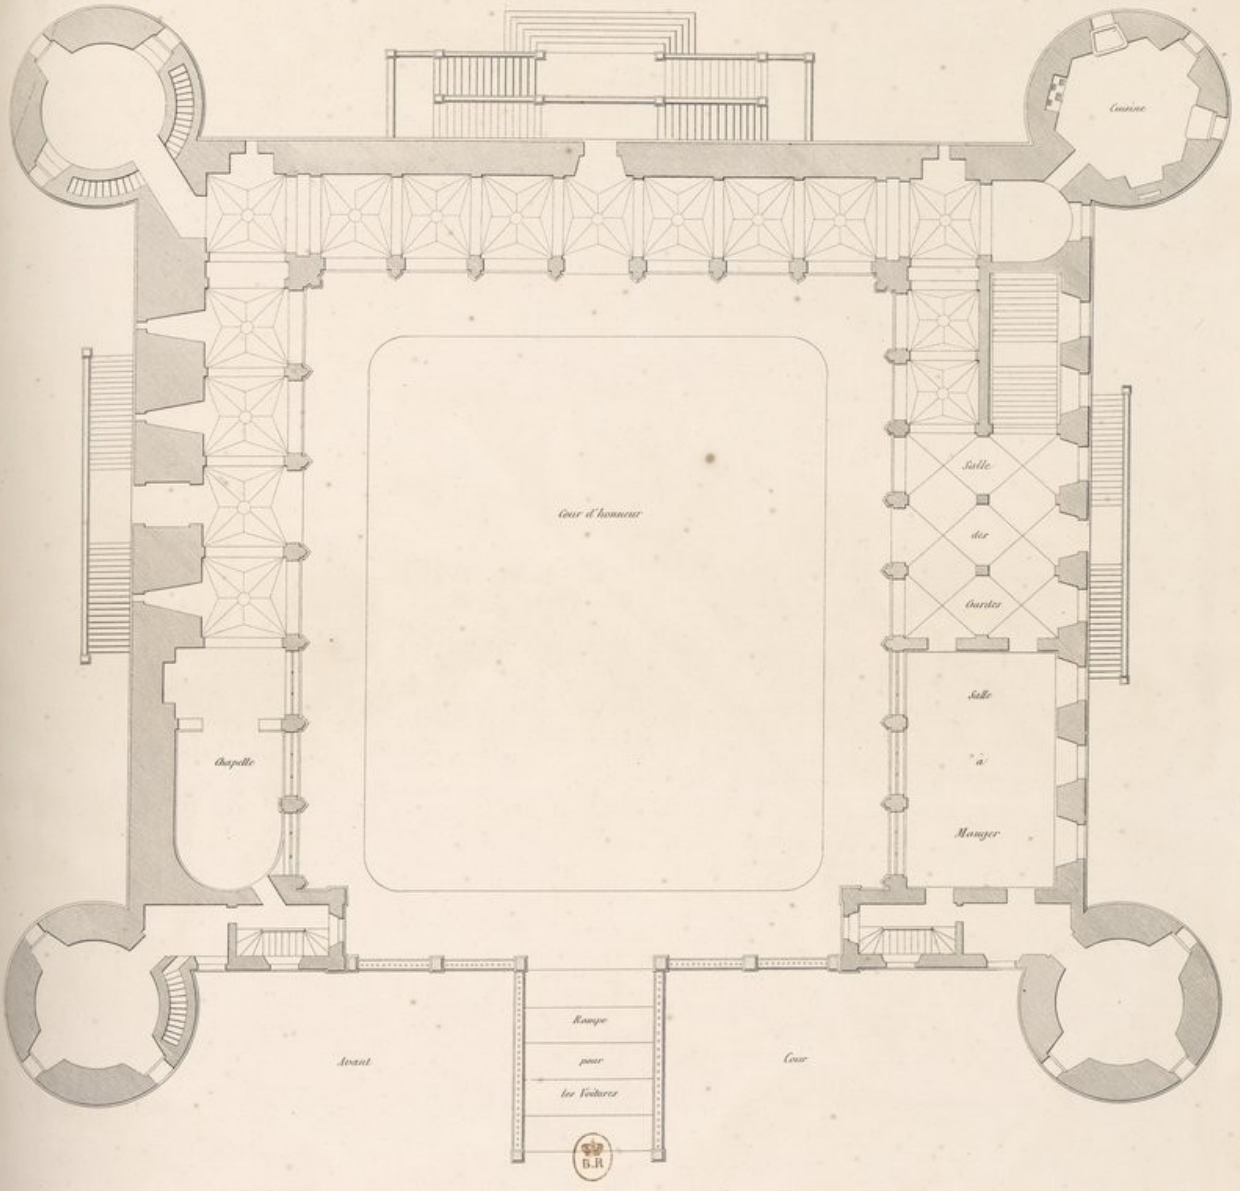 Cuisine
Cour d'honneur
Salle
des
Gardes
Salle
à
Manger
Chapelle
Rampe
pour
les Voitures
Avant
Cour
B.R